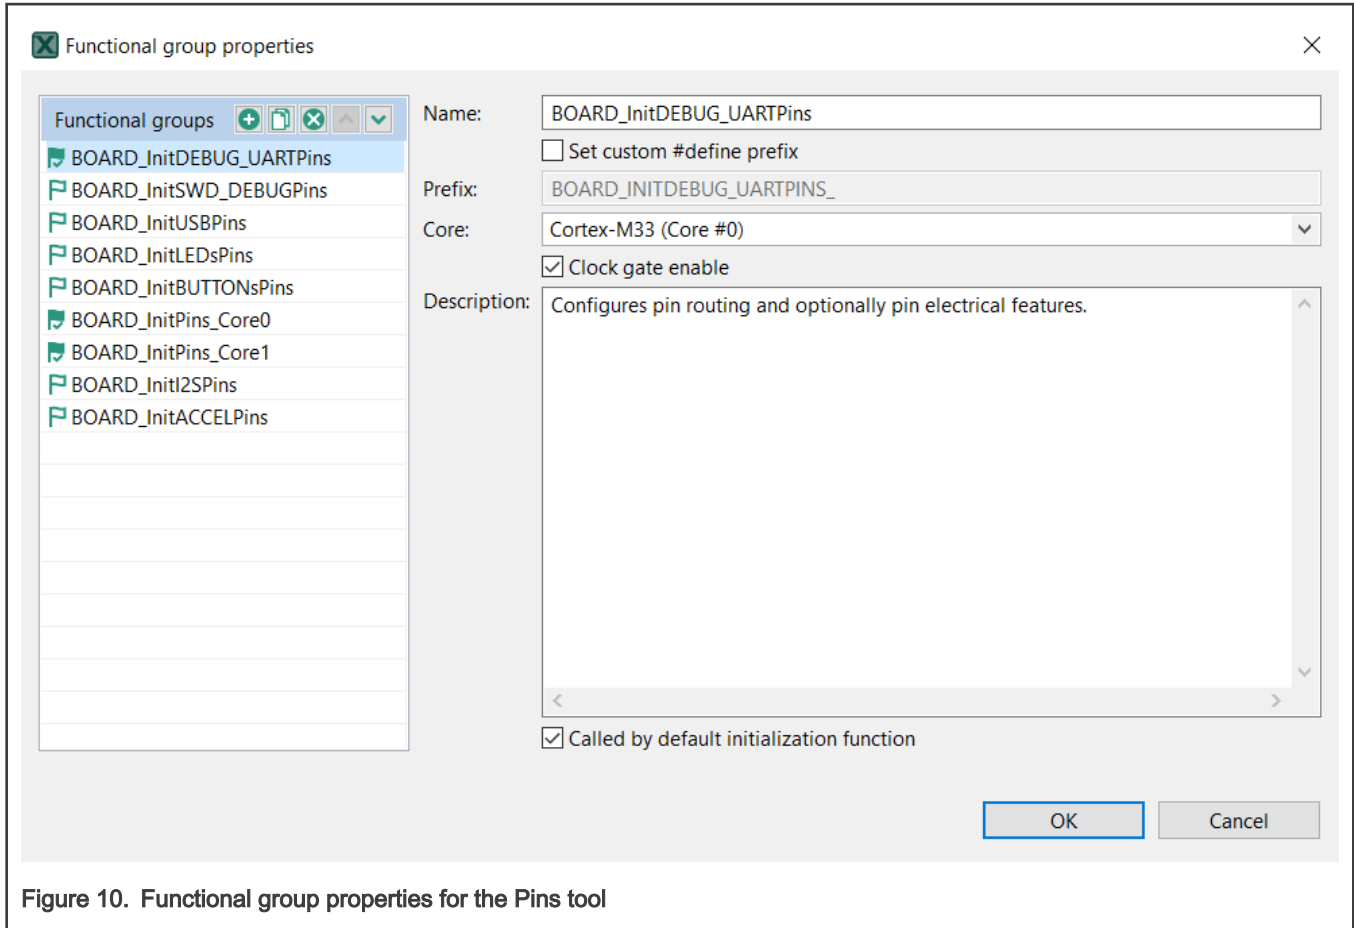 Functional group properties
Functional groups
BOARD_InitDEBUG_UARTPins
BOARD_InitSWD_DEBUGPins
BOARD_InitUSBPins
BOARD_InitLEDsPins
BOARD_InitBUTTONsPins
BOARD_InitPins_Core0
BOARD_InitPins_Core1
BOARD_InitI2SPins
BOARD_InitACCELPins
Name: BOARD_InitDEBUG_UARTPins
Set custom #define prefix
Prefix: BOARD_INITDEBUG_UARTPINS_
Core: Cortex-M33 (Core #0)
Clock gate enable
Description: Configures pin routing and optionally pin electrical features.
Called by default initialization function
OK Cancel
Figure 10. Functional group properties for the Pins tool